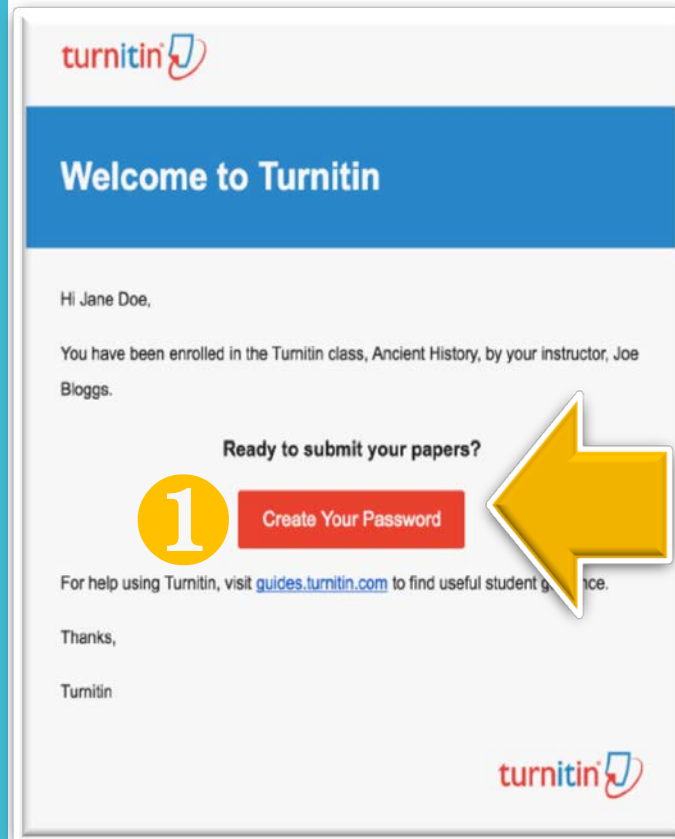 turnitin
Welcome to Turnitin
Hi Jane Doe,
You have been enrolled in the Turnitin class, Ancient History, by your instructor, Joe
Bloggs.
Ready to submit your papers?
1 Create Your Password
For help using Turnitin, visit guides.turnitin.com to find useful student
Thanks,
Turnitin
turnitin